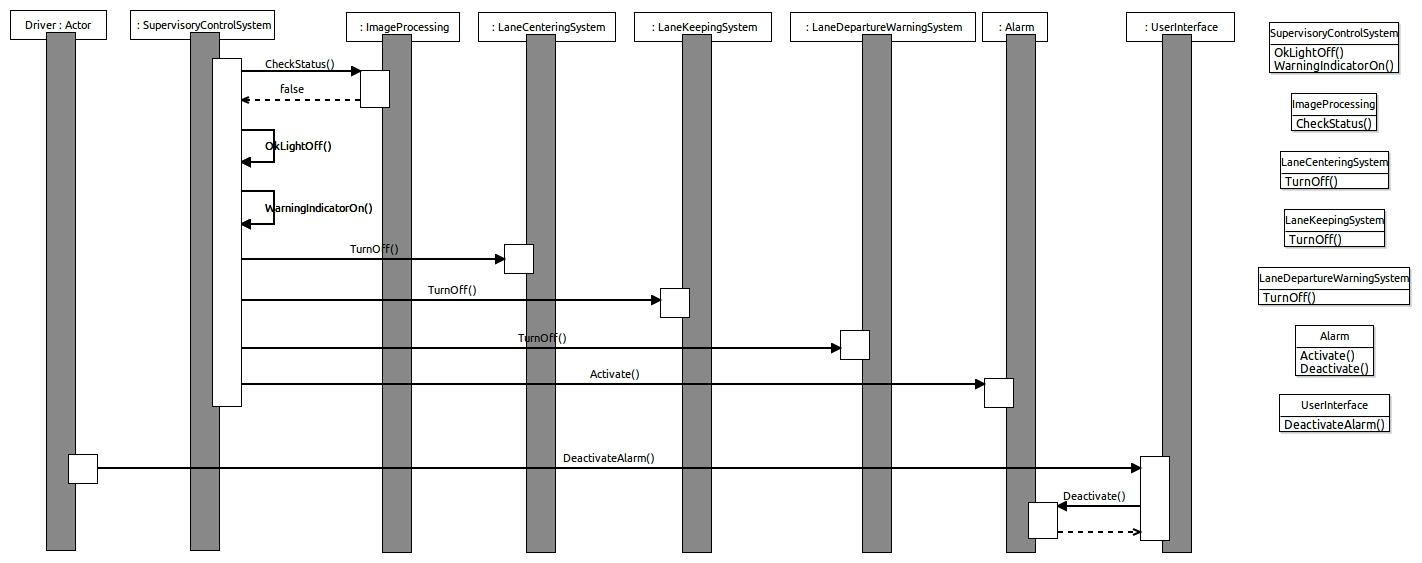 Driver : Actor
: SupervisoryControlSystem
: ImageProcessing
: LaneCenteringSystem
: LaneKeepingSystem
: LaneDepartureWarningSystem
: Alarm
: UserInterface
CheckStatus()
false
OkLightOff()
WarningIndicatorOn()
TurnOff()
TurnOff()
TurnOff()
Activate()
DeactivateAlarm()
Deactivate()
SupervisoryControlSystem
OkLightOff()
WarningIndicatorOn()
ImageProcessing
CheckStatus()
LaneCenteringSystem
TurnOff()
LaneKeepingSystem
TurnOff()
LaneDepartureWarningSystem
TurnOff()
Alarm
Activate()
Deactivate()
UserInterface
DeactivateAlarm()